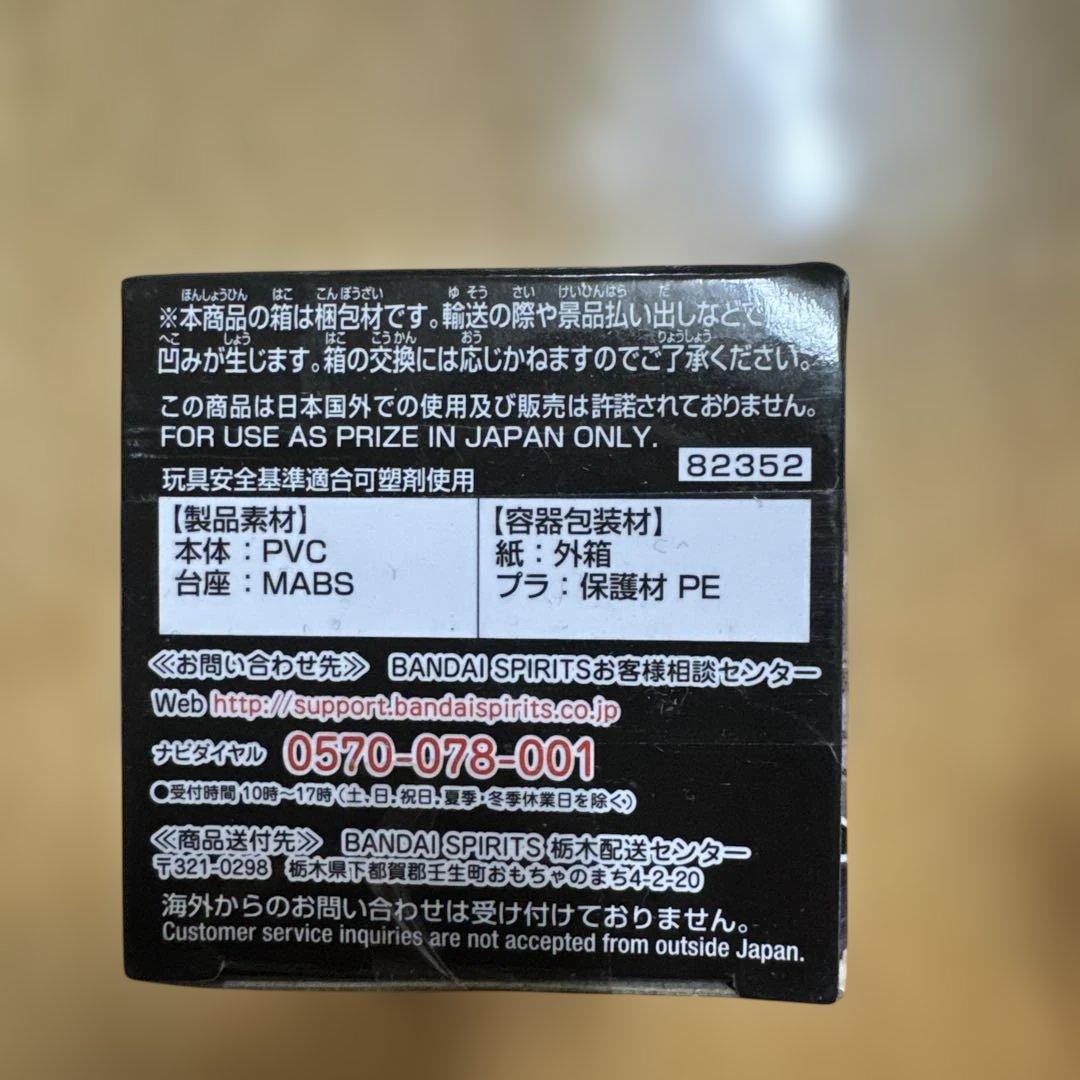 ほんしょうひん はこ こんぽうざい ゆそう さい けいひんはら だ
※本商品の箱は梱包材です。輸送の際や景品払い出しなどで
へこ しょう はこ こうかん おう りょうしょう
凹みが生じます。箱の交換には応じかねますのでご了承ください。
この商品は日本国外での使用及び販売は許諾されておりません。
FOR USE AS PRIZE IN JAPAN ONLY.
82352
玩具安全基準適合可塑剤使用
【製品素材】
本体：PVC
台座：MABS
【容器包装材】
紙：外箱
プラ：保護材 PE
≪お問い合わせ先≫ BANDAI SPIRITSお客様相談センター
Web http://support.bandaispirits.co.jp
ナビダイヤル 0570-078-001
●受付時間 10時〜17時（土、日、祝日、夏季・冬季休業日を除く）
≪商品送付先≫ BANDAI SPIRITS 栃木配送センター
〒321-0298 栃木県下都賀郡壬生町おもちゃのまち4-2-20
海外からのお問い合わせは受け付けておりません。
Customer service inquiries are not accepted from outside Japan.